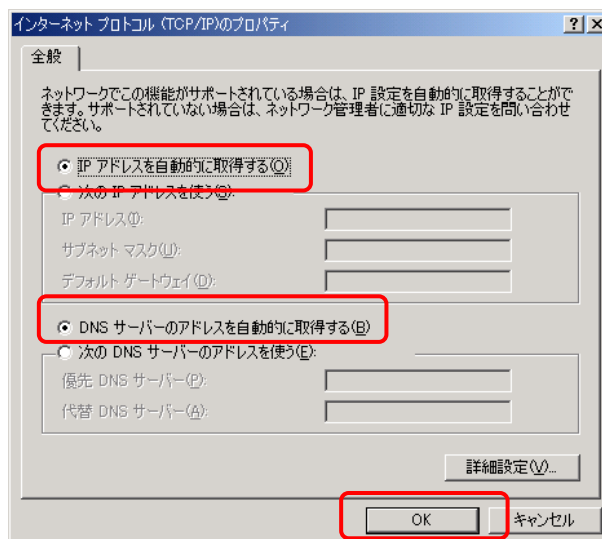 インターネット プロトコル (TCP/IP)のプロパティ
全般
ネットワークでこの機能がサポートされている場合は、IP 設定を自動的に取得することがで
きます。サポートされていない場合は、ネットワーク管理者に適切な IP 設定を問い合わせ
てください。
IP アドレスを自動的に取得する(O)
次の IP アドレスを使う(S):
IP アドレス(I):
サブネット マスク(U):
デフォルト ゲートウェイ(D):
DNS サーバーのアドレスを自動的に取得する(B)
次の DNS サーバーのアドレスを使う(E):
優先 DNS サーバー(P):
代替 DNS サーバー(A):
詳細設定(V)...
OK
キャンセル